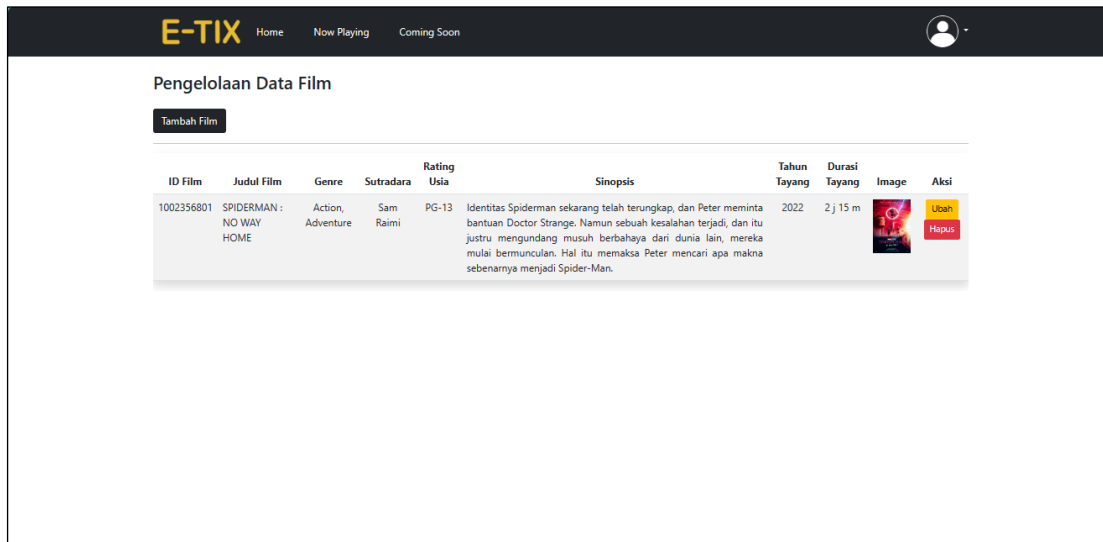 E-TIX Home Now Playing Coming Soon
Pengelolaan Data Film
Tambah Film
ID Film Judul Film Genre Sutradara Rating Usia Sinopsis Tahun Tayang Durasi Tayang Image Aksi
1002356801 SPIDERMAN : Action, Sam PG-13 Identitas Spiderman sekarang telah terungkap, dan Peter meminta 2022 2 j 15 m Ubah
NO WAY Adventure Raimi bantuan Doctor Strange. Namun sebuah kesalahan terjadi, dan itu Hapus
HOME justru mengundang musuh berbahaya dari dunia lain, mereka
mulai bermunculan. Hal itu memaksa Peter mencari apa makna
sebenarnya menjadi Spider-Man.